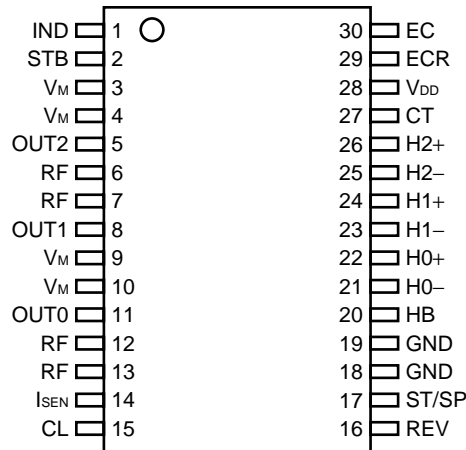 IND 1 30 EC
STB 2 29 ECR
VM 3 28 VDD
VM 4 27 CT
OUT2 5 26 H2+
RF 6 25 H2−
RF 7 24 H1+
OUT1 8 23 H1−
VM 9 22 H0+
VM 10 21 H0−
OUT0 11 20 HB
RF 12 19 GND
RF 13 18 GND
ISEN 14 17 ST/SP
CL 15 16 REV